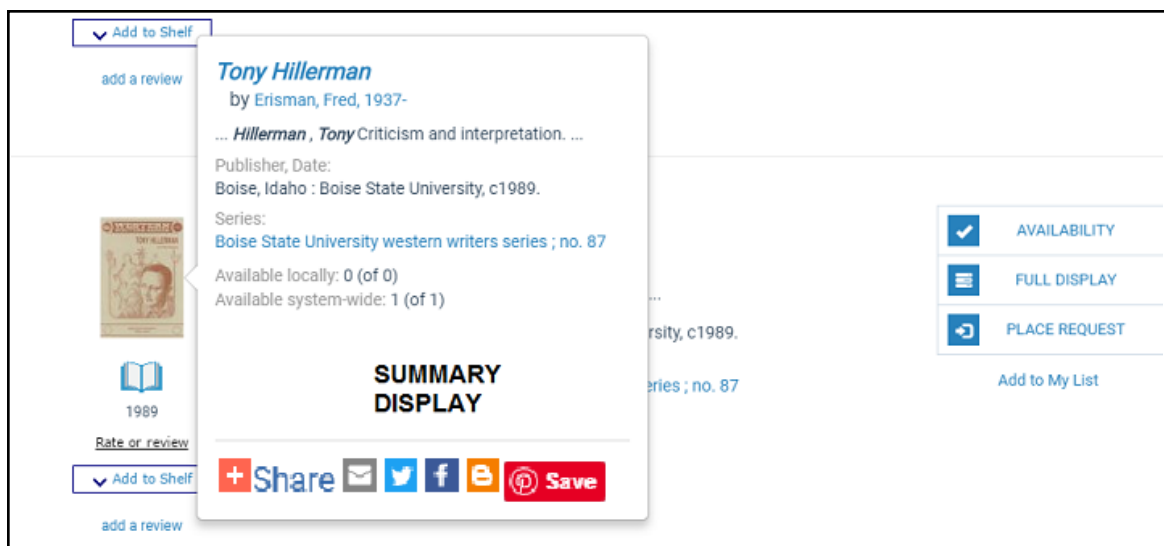 Add to Shelf
add a review
Tony Hillerman
by Erisman, Fred, 1937-
... Hillerman , Tony Criticism and interpretation. ...
Publisher, Date:
Boise, Idaho : Boise State University, c1989.
Series:
Boise State University western writers series ; no. 87
Available locally: 0 (of 0)
Available system-wide: 1 (of 1)
SUMMARY
DISPLAY
+ Share
Save
TONY HILLERMAN
1989
Rate or review
Add to Shelf
add a review
...
rsity, c1989.
eries ; no. 87
AVAILABILITY
FULL DISPLAY
PLACE REQUEST
Add to My List